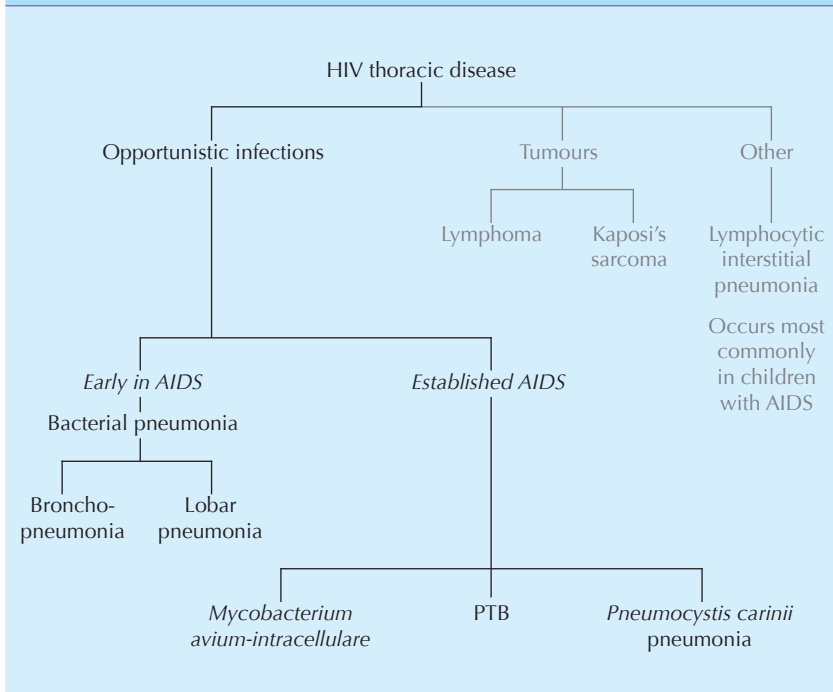 HIV thoracic disease
Opportunistic infections
Tumours
Other
Lymphoma
Kaposi's
sarcoma
Lymphocytic
interstitial
pneumonia
Occurs most
commonly
in children
with AIDS
Early in AIDS
Established AIDS
Bacterial pneumonia
Broncho-
pneumonia
Lobar
pneumonia
Mycobacterium
avium-intracellulare
PTB
Pneumocystis carinii
pneumonia